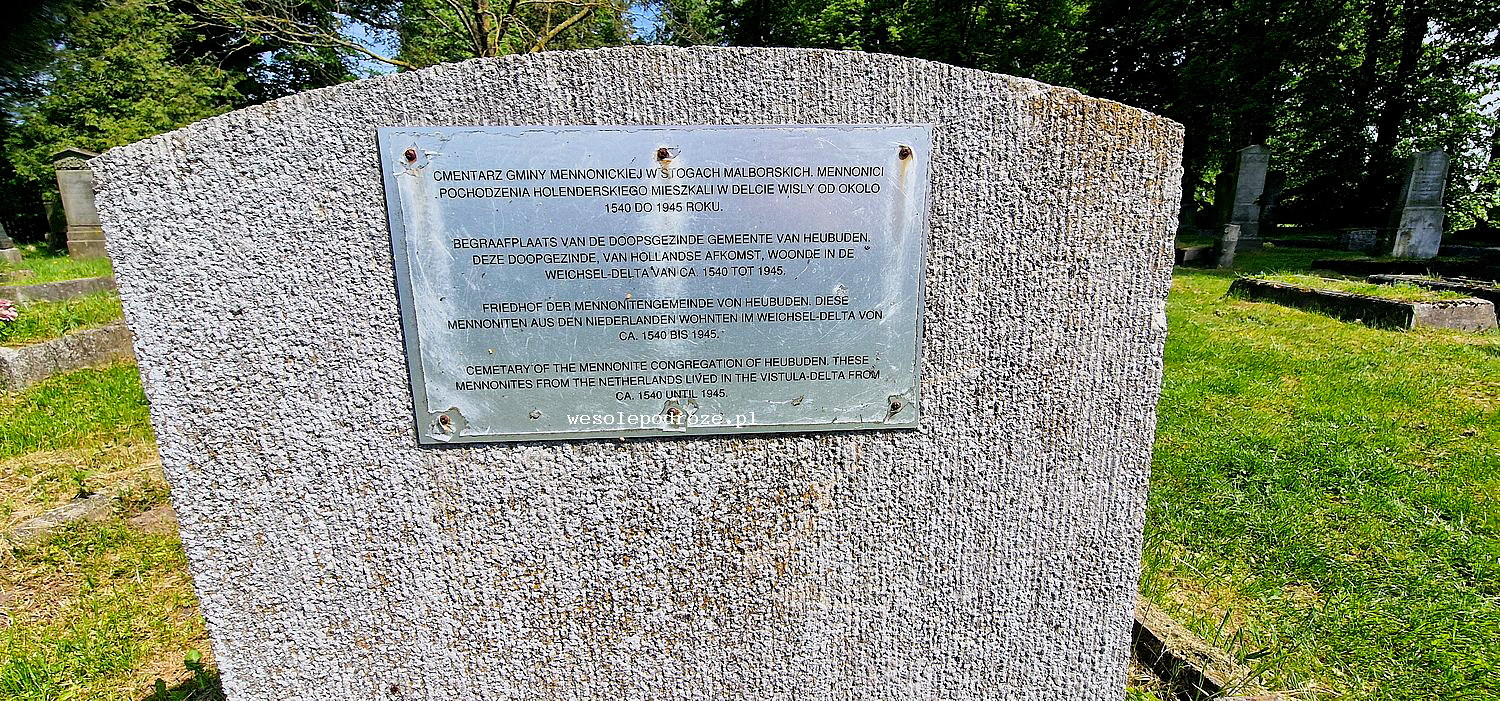 CMENTARZ GMINY MENNONICKIEJ W STOGACH MALBORSKICH. MENNONICI
POCHODZENIA HOLENDERSKIEGO MIESZKALI W DELCIE WISLY OD OKOLO
1540 DO 1945 ROKU.
BEGRAAFPLAATS VAN DE DOOPSGEZINDE GEMEENTE VAN HEUBUDEN.
DEZE DOOPGEZINDE, VAN HOLLANDSE AFKOMST, WOONDE IN DE
WEICHSEL-DELTA VAN CA. 1540 TOT 1945.
FRIEDHOF DER MENNONITENGEMEINDE VON HEUBUDEN. DIESE
MENNONITEN AUS DEN NIEDERLANDEN WOHNTEN IM WEICHSEL-DELTA VON
CA. 1540 BIS 1945.
CEMETARY OF THE MENNONITE CONGREGATION OF HEUBUDEN. THESE
MENNONITES FROM THE NETHERLANDS LIVED IN THE VISTULA-DELTA FROM
CA. 1540 UNTIL 1945.
wesolepodróze.pl